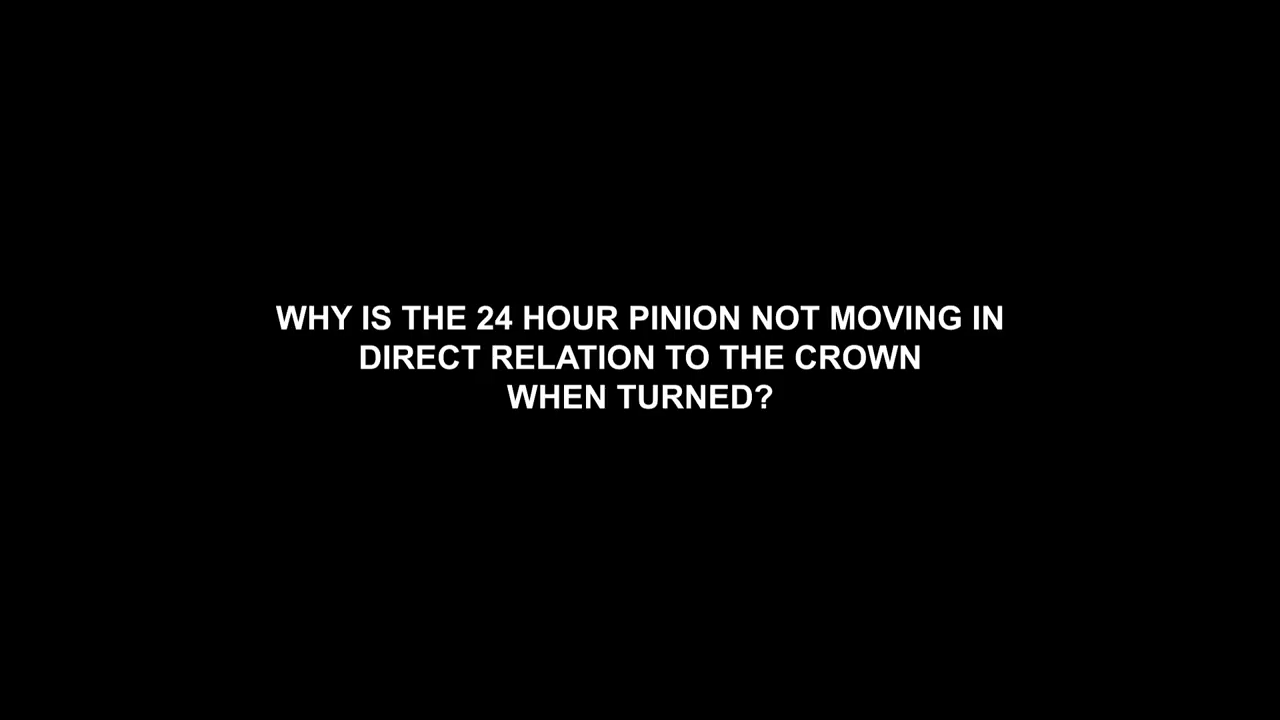 WHY IS THE 24 HOUR PINION NOT MOVING IN
DIRECT RELATION TO THE CROWN
WHEN TURNED?